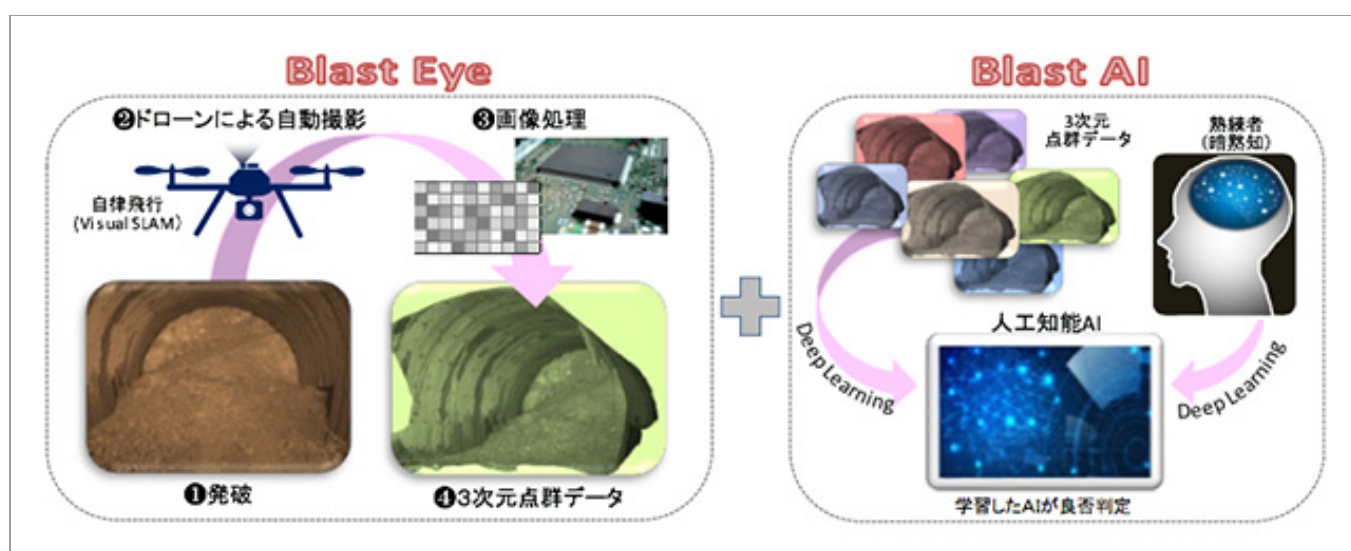 Blast Eye
❷ドローンによる自動撮影
自律飛行
(Visual SLAM)
❸画像処理
❶発破
❹3次元点群データ
Blast AI
3次元
点群データ
熟練者
(暗黙知)
Deep Learning
人工知能AI
Deep Learning
学習したAIが良否判定